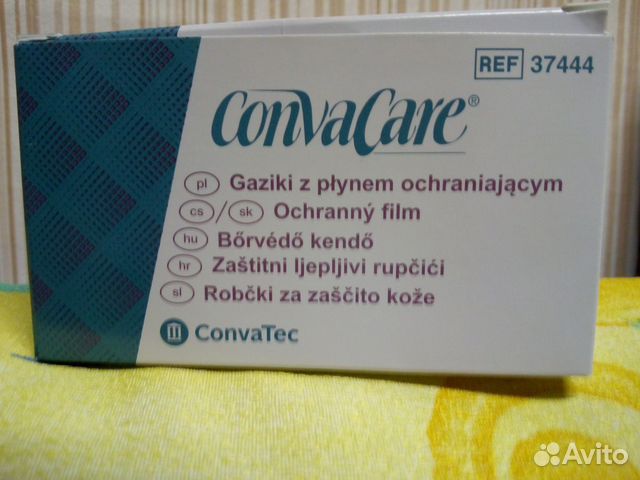 REF 37444
ConvaCare®
pl Gaziki z płynem ochraniającym
cs / sk Ochranný film
hu Bőrvédő kendő
hr Zaštitni ljepljivi rupčići
sl Robčki za zaščito kože
ConvaTec
Avito